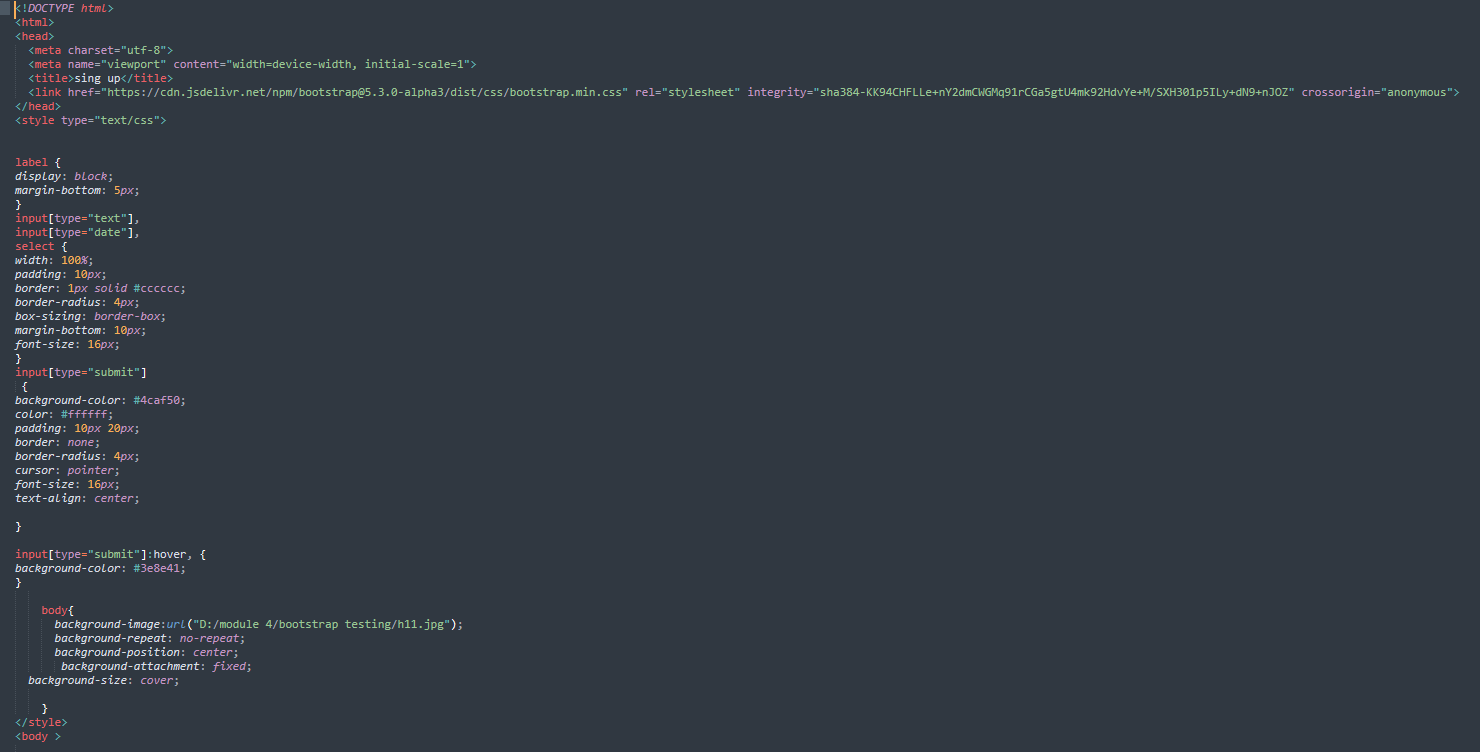 <!DOCTYPE html>
<html>
<head>
  <meta charset="utf-8">
  <meta name="viewport" content="width=device-width, initial-scale=1">
  <title>sing up</title>
  <link href="https://cdn.jsdelivr.net/npm/bootstrap@5.3.0-alpha3/dist/css/bootstrap.min.css" rel="stylesheet" integrity="sha384-KK94CHFLLe+nY2dmCWGMq91rCGa5gtU4mk92HdvYe+M/SXH301p5ILy+dN9+nJOZ" crossorigin="anonymous">
</head>
<style type="text/css">
label {
display: block;
margin-bottom: 5px;
}
input[type="text"],
input[type="date"],
select {
width: 100%;
padding: 10px;
border: 1px solid #cccccc;
border-radius: 4px;
box-sizing: border-box;
margin-bottom: 10px;
font-size: 16px;
}
input[type="submit"]
 {
background-color: #4caf50;
color: #ffffff;
padding: 10px 20px;
border: none;
border-radius: 4px;
cursor: pointer;
font-size: 16px;
text-align: center;
}
input[type="submit"]:hover, {
background-color: #3e8e41;
}
    body{
      background-image:url("D:/module 4/bootstrap testing/h11.jpg");
      background-repeat: no-repeat;
      background-position: center;
       background-attachment: fixed;
  background-size: cover;
    }
</style>
<body >